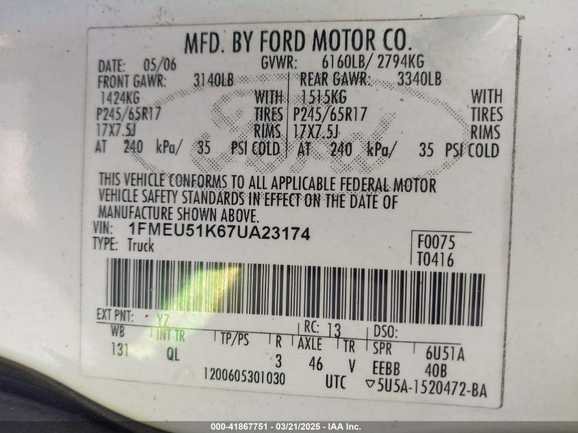 MFD. BY FORD MOTOR CO.
DATE: 05/06 GVWR: 6160LB/ 2794KG
FRONT GAWR: 3140LB REAR GAWR: 3340LB
1424KG WITH 1515KG WITH
P245/65R17 TIRES P245/65R17 TIRES
17X7.5J RIMS 17X7.5J RIMS
AT 240 kPa/ 35 PSI COLD AT 240 kPa/ 35 PSI COLD
Ford
THIS VEHICLE CONFORMS TO ALL APPLICABLE FEDERAL MOTOR
VEHICLE SAFETY STANDARDS IN EFFECT ON THE DATE OF
MANUFACTURE SHOWN ABOVE.
VIN: 1FMEU51K67UA23174
TYPE: Truck
F0075
T0416
EXT PNT: YZ RC: 13 DSO:
WB INT TR TP/PS R AXLE TR SPR 6U51A
131 QL 3 46 V EEBB 40B
1200605301030 UTC 5U5A-1520472-BA
000-41867751 - 03/21/2025 - IAA Inc.